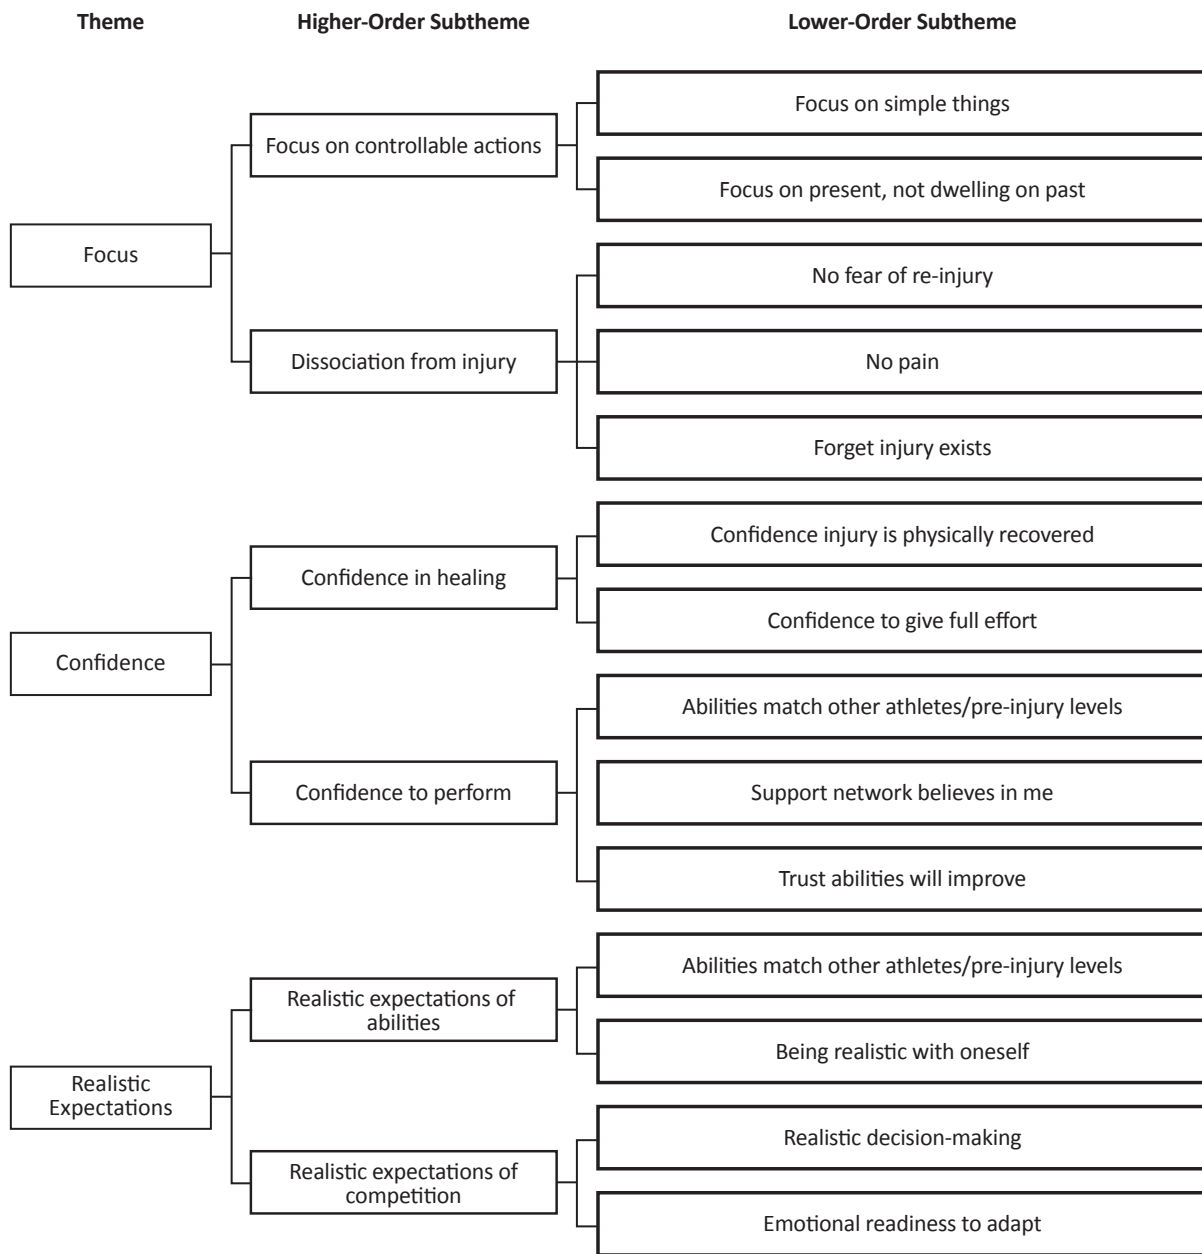 Theme Higher-Order Subtheme Lower-Order Subtheme
Focus on simple things
Focus on controllable actions
Focus on present, not dwelling on past
Focus
No fear of re-injury
Dissociation from injury
No pain
Forget injury exists
Confidence injury is physically recovered
Confidence in healing
Confidence to give full effort
Confidence
Abilities match other athletes/pre-injury levels
Confidence to perform
Support network believes in me
Trust abilities will improve
Abilities match other athletes/pre-injury levels
Realistic expectations of
abilities
Being realistic with oneself
Realistic
Expectations
Realistic decision-making
Realistic expectations of
competition
Emotional readiness to adapt